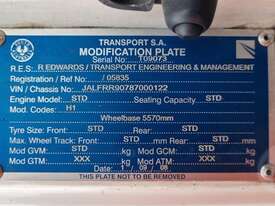 TRANSPORT S.A.
MODIFICATION PLATE
Serial No: T09073
R.E.S: R EDWARDS / TRANSPORT ENGINEERING & MANAGEMENT
Registration / Ref No / 05835
VIN / Chassis No JALFRR90787000122
Engine Model: STD Seating Capacity STD
Mod. Codes: H1
Wheelbase 5570mm
Tyre Size: Front: STD Rear: STD
Max. Wheel Track: Front: STD Rear: STD
Mod GVM: STD kg Mod GCM: STD kg
Mod GTM: XXX kg Mod ATM: XXX kg
Date: 1 / 09 / 08
THIS PLATE NOT TO BE REMOVED